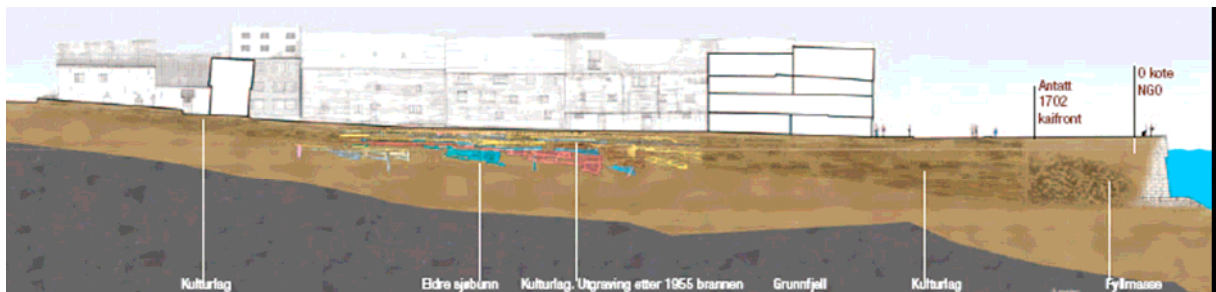 Antatt
1702
kaifront
0 kote
NGO
Kulturlag
Eldre sjøbunn
Kulturlag. Utgraving etter 1955 brannen
Grunnfjell
Kulturlag
Fyllmasse